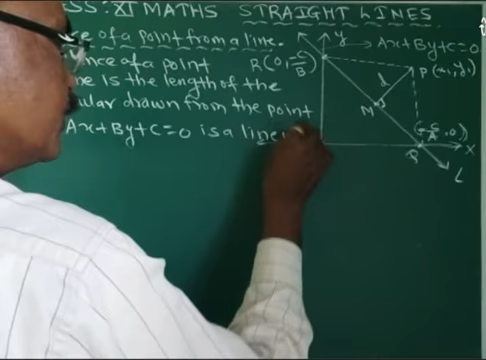 SS: XI MATHS STRAIGHT LINES
ce of a point from a line.
y
Ax+By+C=0
nce of a point
R(0, C/B)
ne is the length of the
d
P(x1, y1)
ular drawn from the point
M
Ax+By+C=0 is a line
(-C/A, 0)
X
L